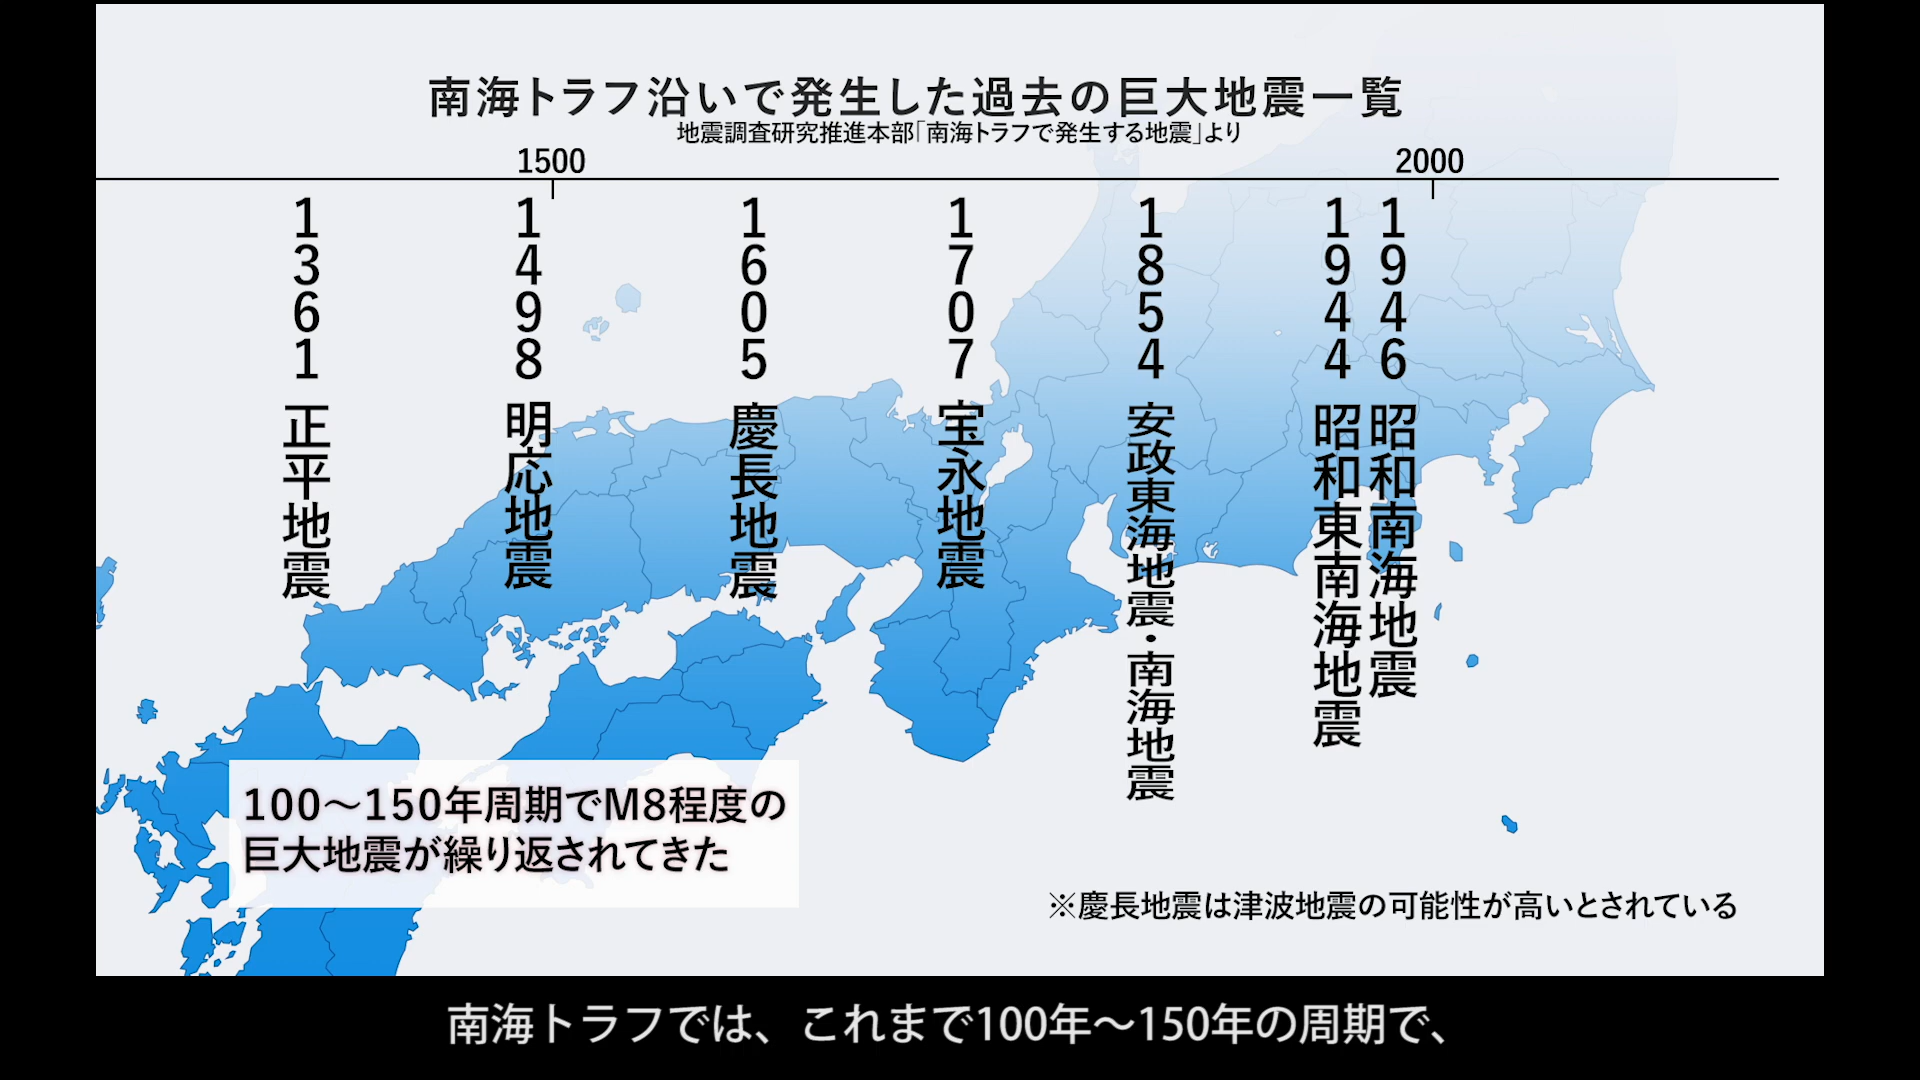 南海トラフ沿いで発生した過去の巨大地震一覧
地震調査研究推進本部「南海トラフで発生する地震」より
1500
2000
1361 正平地震
1498 明応地震
1605 慶長地震
1707 宝永地震
1854 安政東海地震・南海地震
1944 昭和東南海地震
1946 昭和南海地震
100～150年周期でM8程度の
巨大地震が繰り返されてきた
※慶長地震は津波地震の可能性が高いとされている
南海トラフでは、これまで100年～150年の周期で、